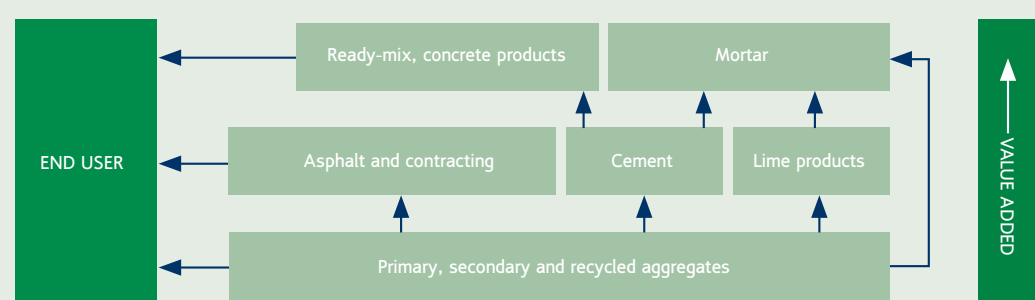 Ready-mix, concrete products
Mortar
END USER
Asphalt and contracting
Cement
Lime products
VALUE ADDED
Primary, secondary and recycled aggregates